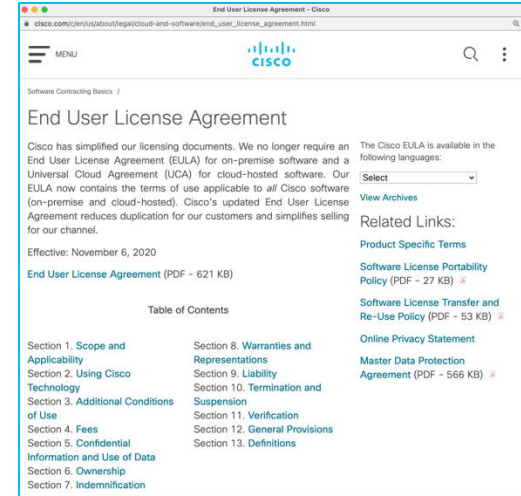 End User License Agreement - Cisco
cisco.com/c/en/us/about/legal/cloud-and-software/end_user_license_agreement.html
MENU
CISCO
Software Contracting Basics /
End User License Agreement
Cisco has simplified our licensing documents. We no longer require an
End User License Agreement (EULA) for on-premise software and a
Universal Cloud Agreement (UCA) for cloud-hosted software. Our
EULA now contains the terms of use applicable to all Cisco software
(on-premise and cloud-hosted). Cisco's updated End User License
Agreement reduces duplication for our customers and simplifies selling
for our channel.
Effective: November 6, 2020
End User License Agreement (PDF - 621 KB)
Table of Contents
Section 1. Scope and
Applicability
Section 2. Using Cisco
Technology
Section 3. Additional Conditions
of Use
Section 4. Fees
Section 5. Confidential
Information and Use of Data
Section 6. Ownership
Section 7. Indemnification
Section 8. Warranties and
Representations
Section 9. Liability
Section 10. Termination and
Suspension
Section 11. Verification
Section 12. General Provisions
Section 13. Definitions
The Cisco EULA is available in the
following languages:
Select
View Archives
Related Links:
Product Specific Terms
Software License Portability
Policy (PDF - 27 KB)
Software License Transfer and
Re-Use Policy (PDF - 53 KB)
Online Privacy Statement
Master Data Protection
Agreement (PDF - 566 KB)